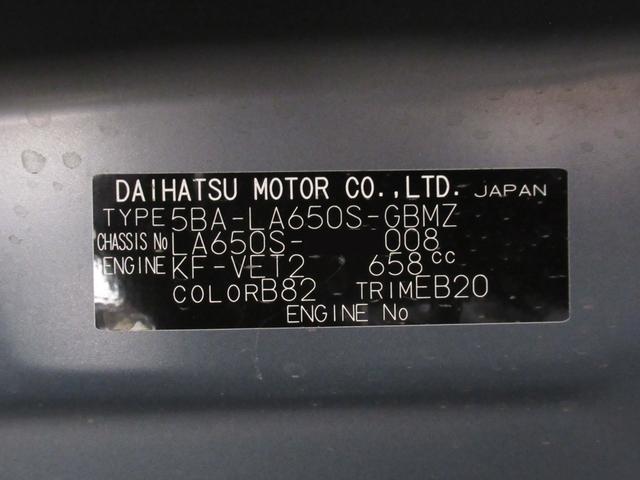 DAIHATSU MOTOR CO.,LTD. JAPAN
TYPE 5BA-LA650S-GBMZ
CHASSIS No LA650S- 008
ENGINE KF-VET2 658cc
COLOR B82 TRIM EB20
ENGINE No